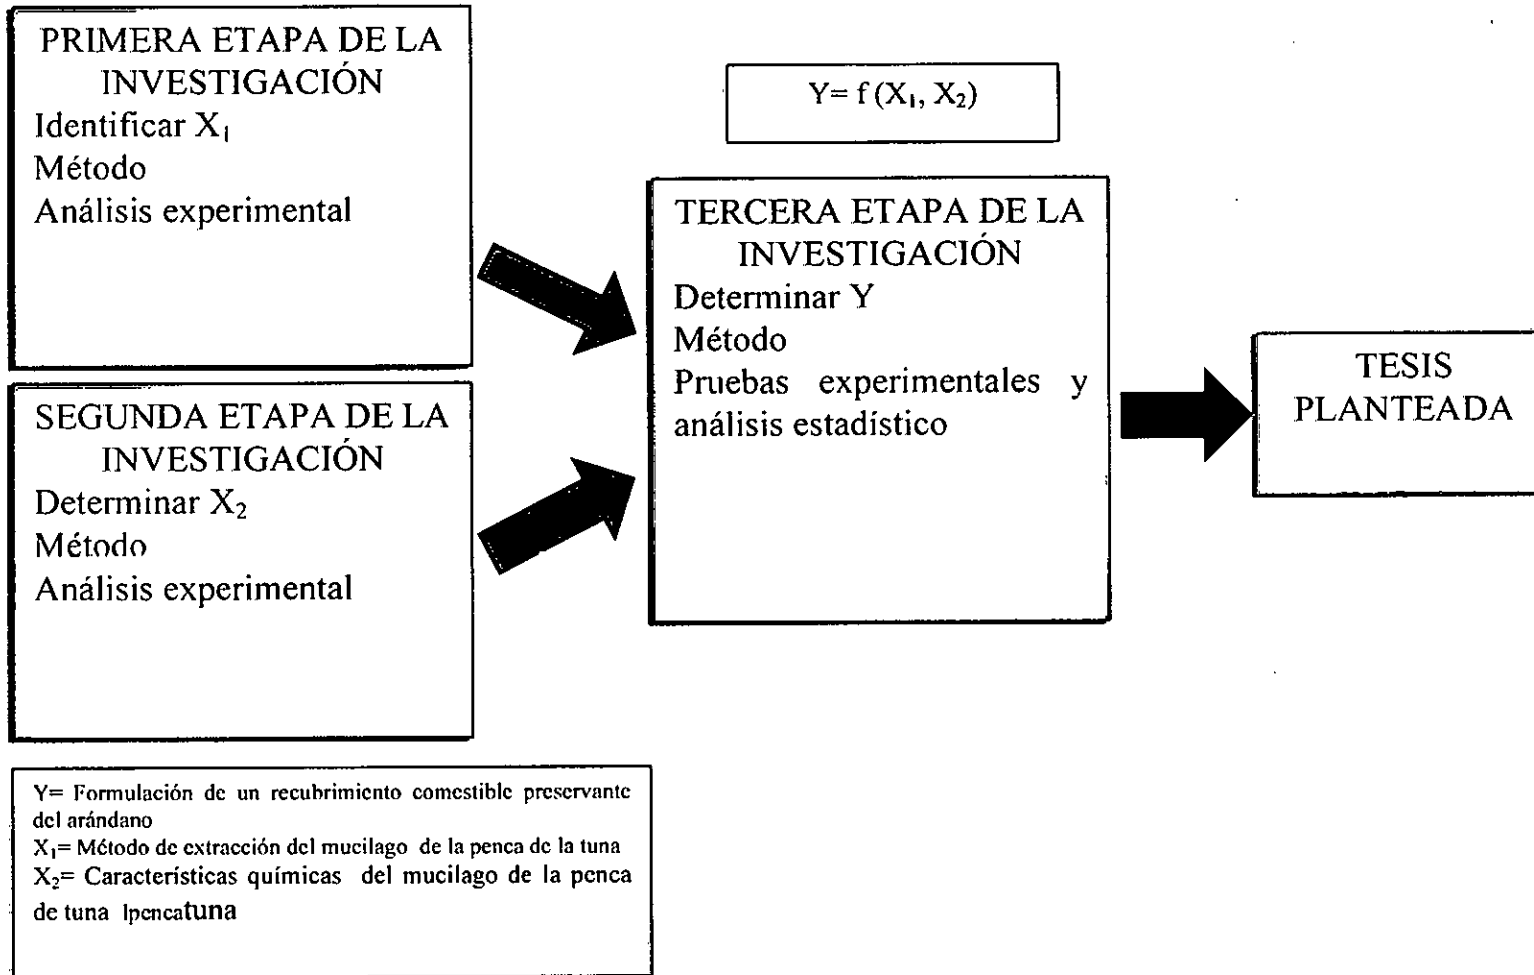 PRIMERA ETAPA DE LA
INVESTIGACIÓN
Identificar X₁
Método
Análisis experimental
SEGUNDA ETAPA DE LA
INVESTIGACIÓN
Determinar X₂
Método
Análisis experimental
Y= f (X₁, X₂)
TERCERA ETAPA DE LA
INVESTIGACIÓN
Determinar Y
Método
Pruebas experimentales y
análisis estadístico
TESIS
PLANTEADA
Y= Formulación de un recubrimiento comestible preservante
del arándano
X₁= Método de extracción del mucilago de la penca de la tuna
X₂= Características químicas del mucilago de la penca
de tuna lpencatuna